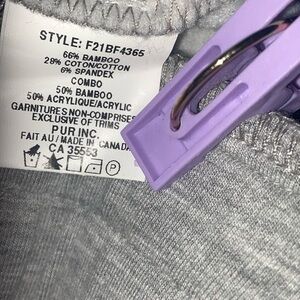 STYLE: F21BF4365
66% BAMBOO
28% COTON/COTTON
6% SPANDEX
COMBO
50% BAMBOO
50% ACRYLIQUE/ACRYLIC
GARNITURES NON-COMPRISE
EXCLUSIVE OF TRIMS
PUR INC.
FAIT AU / MADE IN CANADA
CA 35553